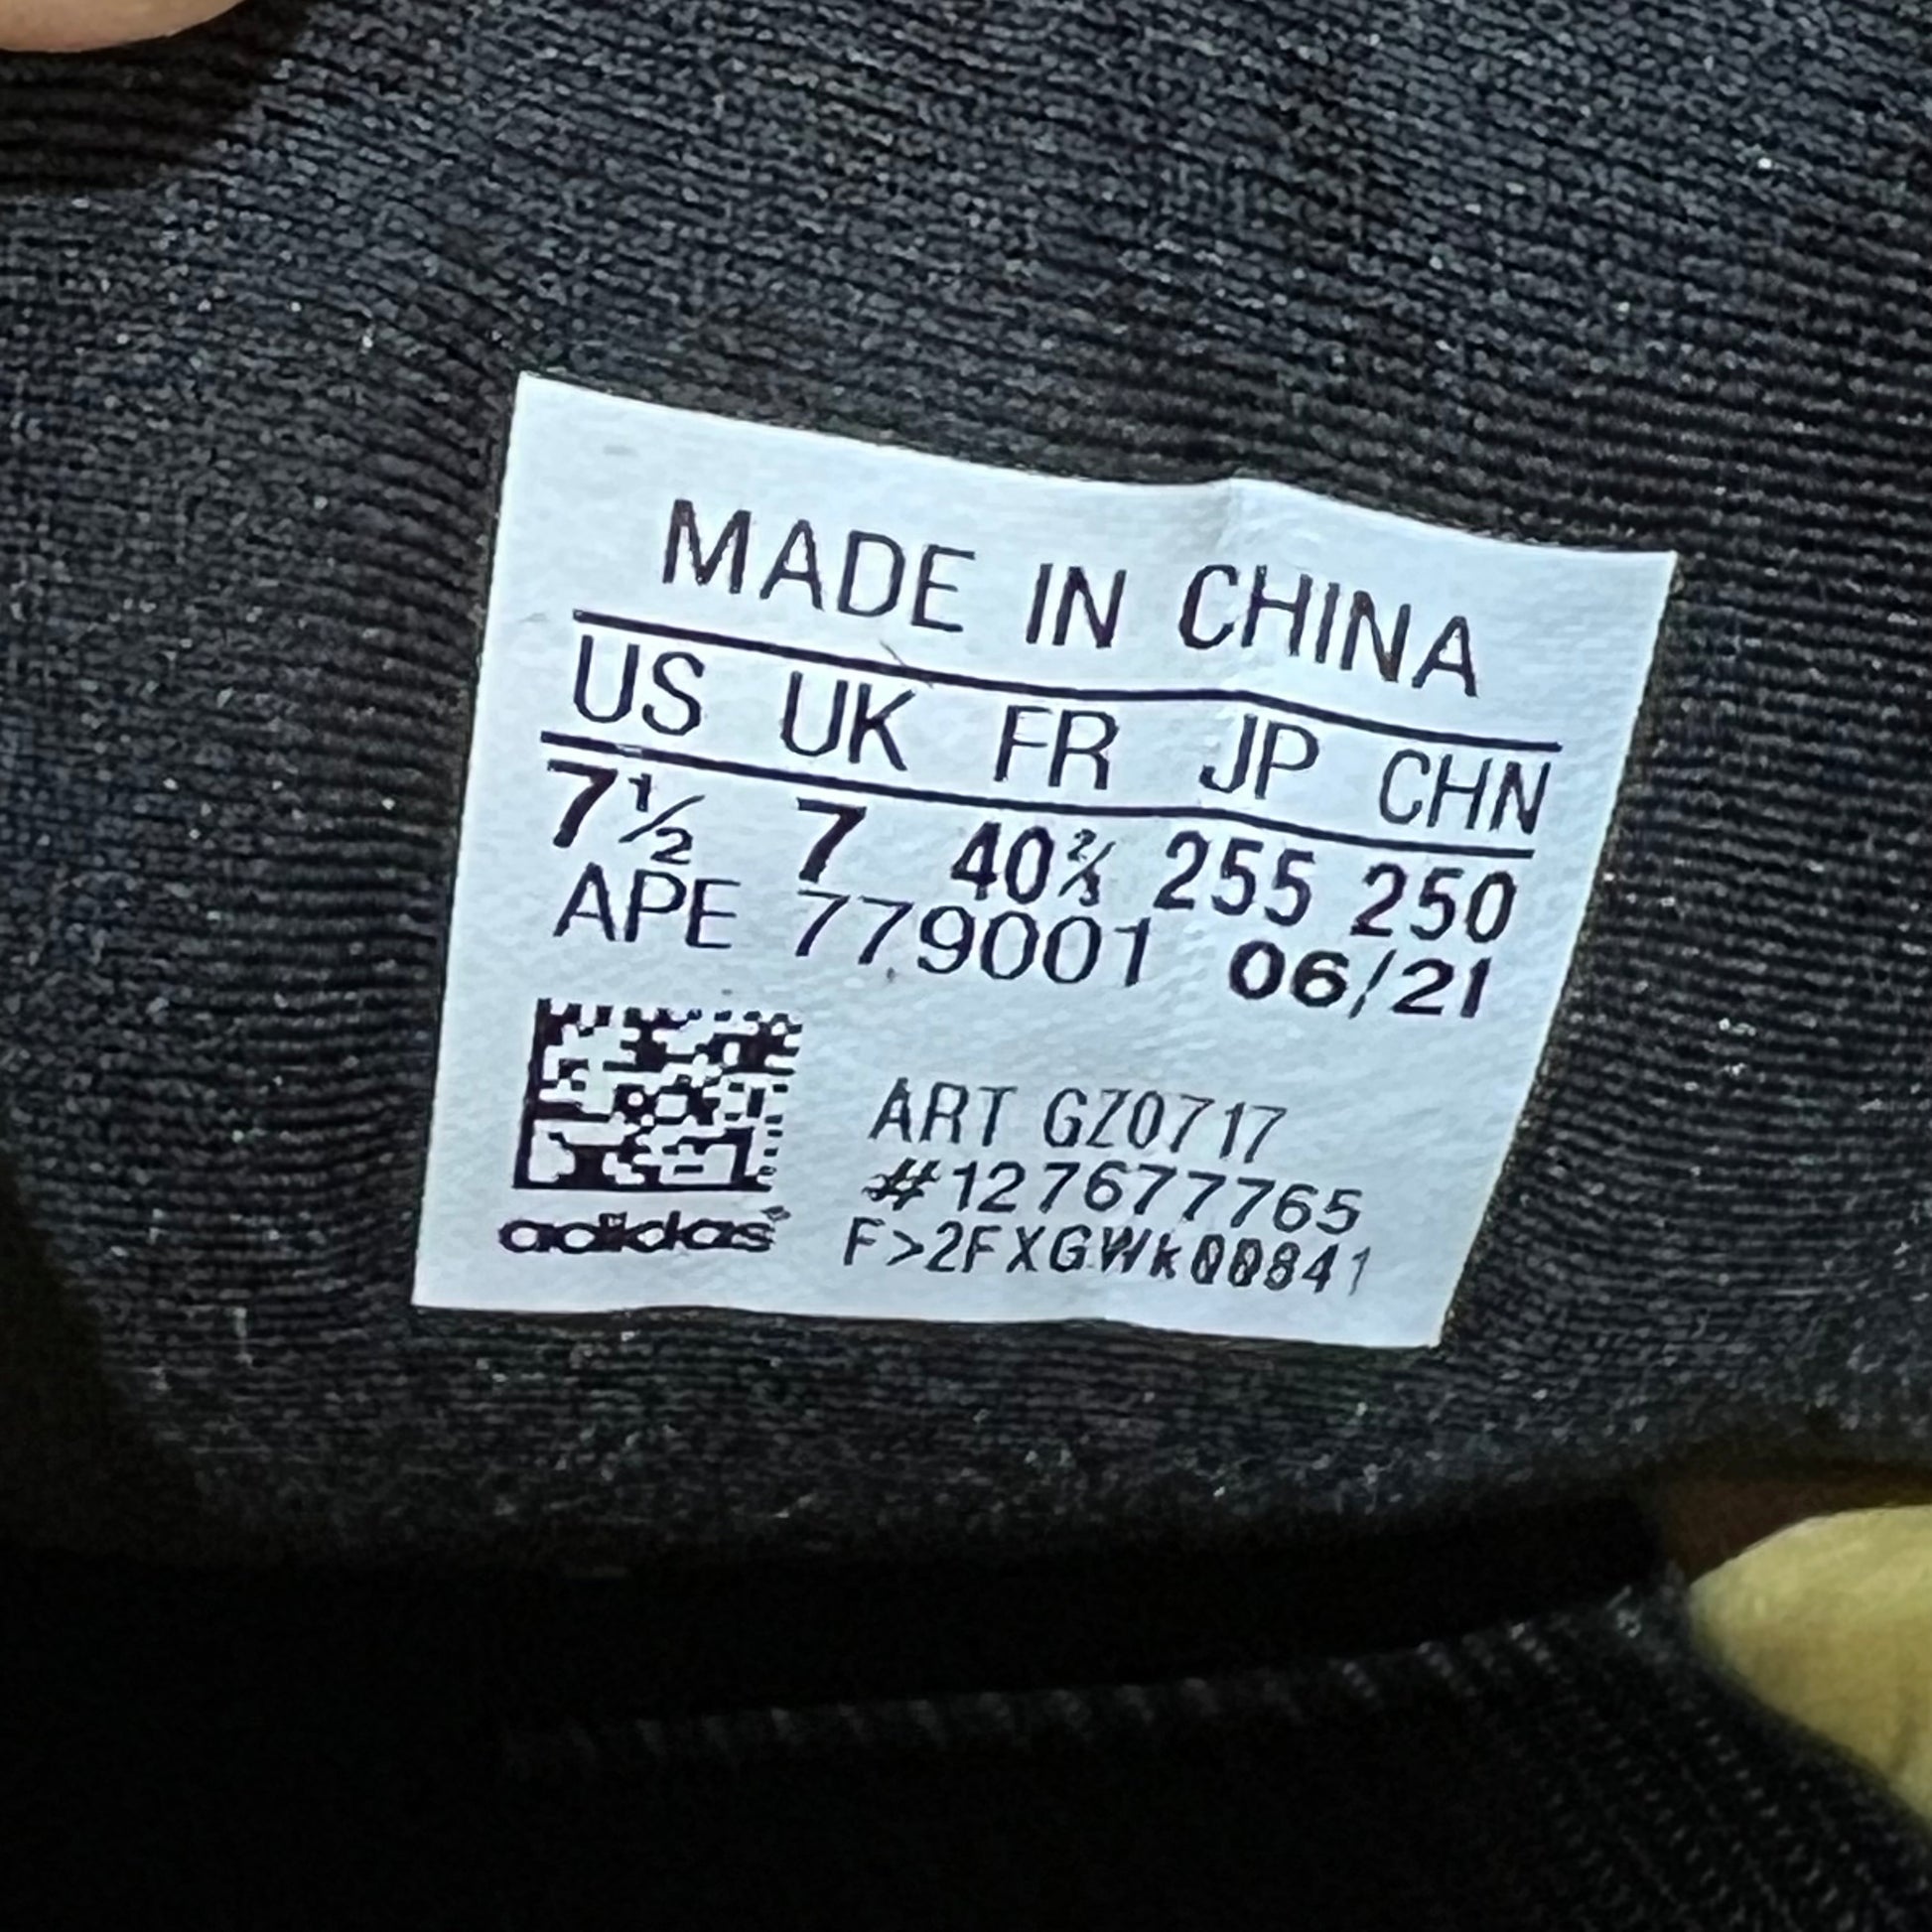 MADE IN CHINA
US UK FR JP CHN
7½ 7 40⅔ 255 250
APE 779001 06/21
ART GZ0717
#127677765
F>2FXGWk00841
adidas